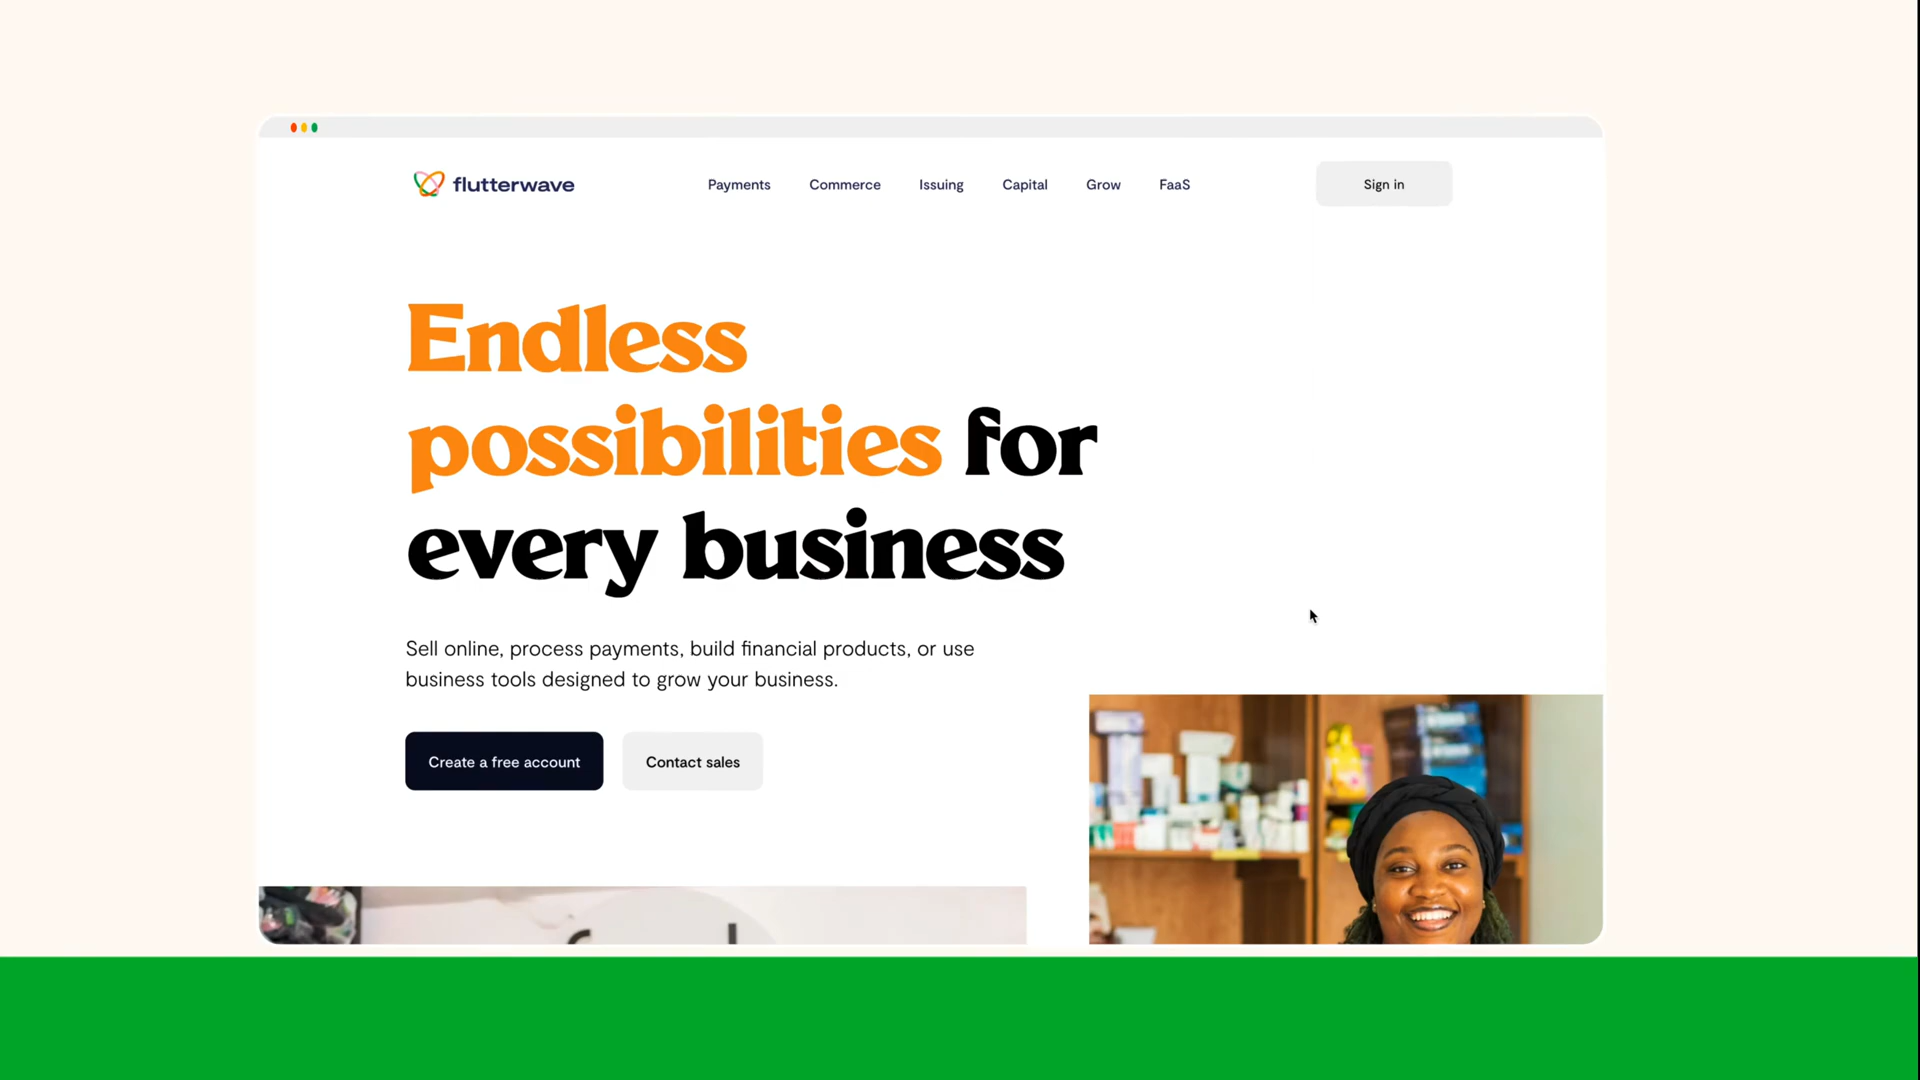 flutterwave
Payments
Commerce
Issuing
Capital
Grow
FaaS
Sign in
Endless
possibilities for
every business
Sell online, process payments, build financial products, or use
business tools designed to grow your business.
Create a free account
Contact sales